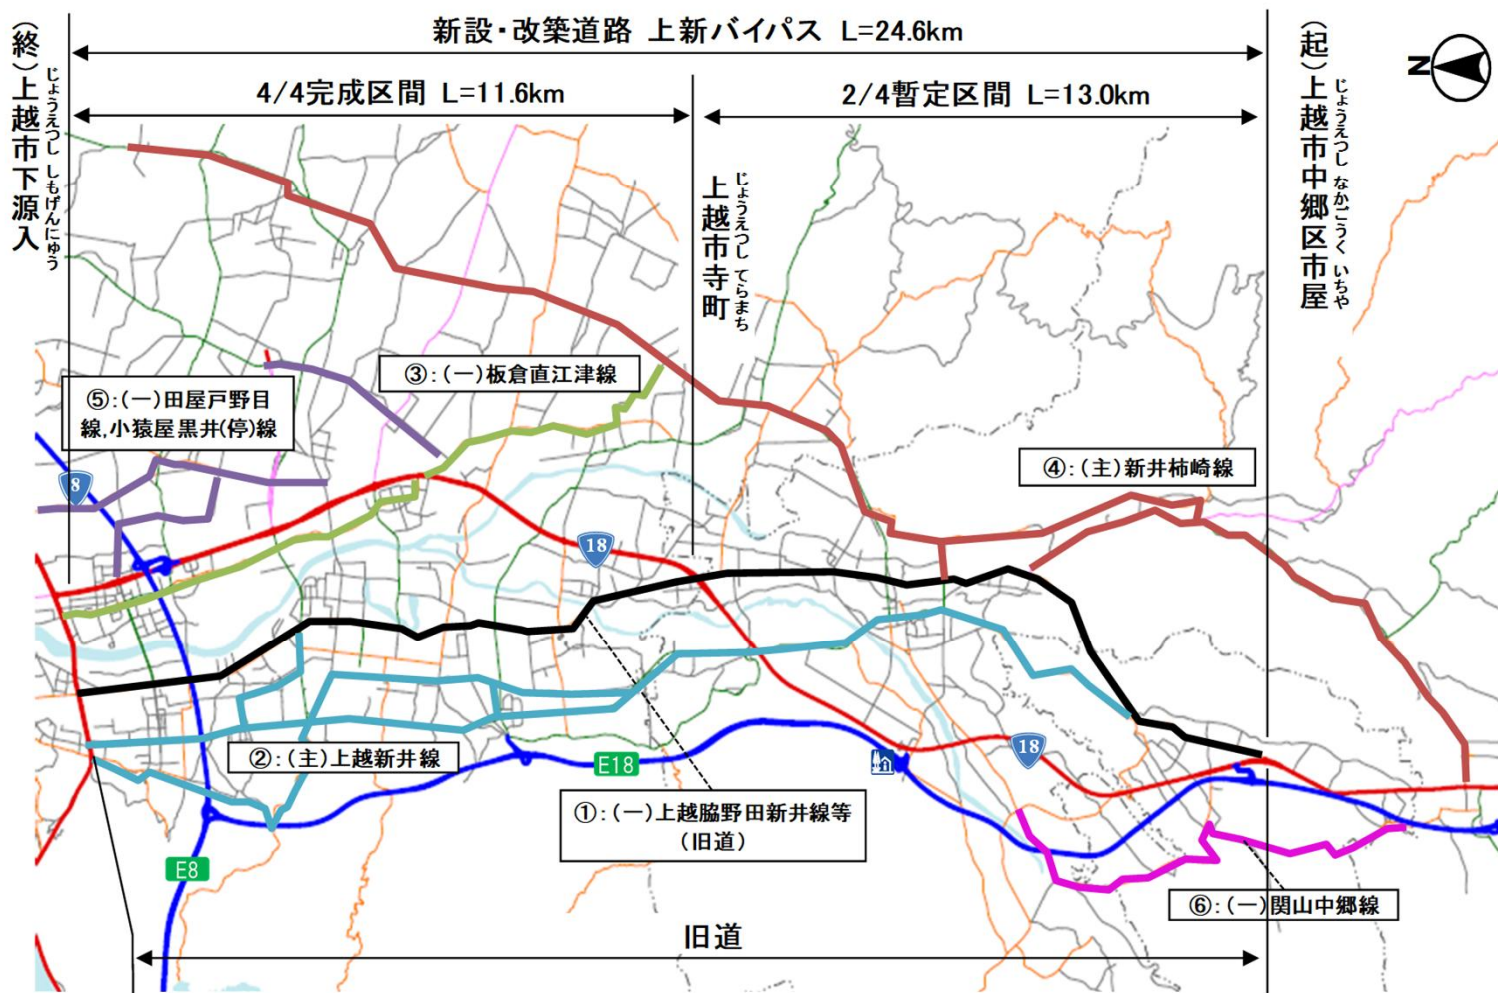 新設・改築道路 上新バイパス L=24.6km
4/4完成区間 L=11.6km
2/4暫定区間 L=13.0km
N
(終)上越市下源入
じょうえつし しもげんにゅう
上越市寺町
じょうえつし てらまち
(起)上越市中郷区市屋
じょうえつし なかごうく いちや
③:(一)板倉直江津線
⑤:(一)田屋戸野目
線,小猿屋黒井(停)線
④:(主)新井柿崎線
8
18
18
②:(主)上越新井線
E18
①:(一)上越脇野田新井線等
(旧道)
E8
⑥:(一)関山中郷線
旧道